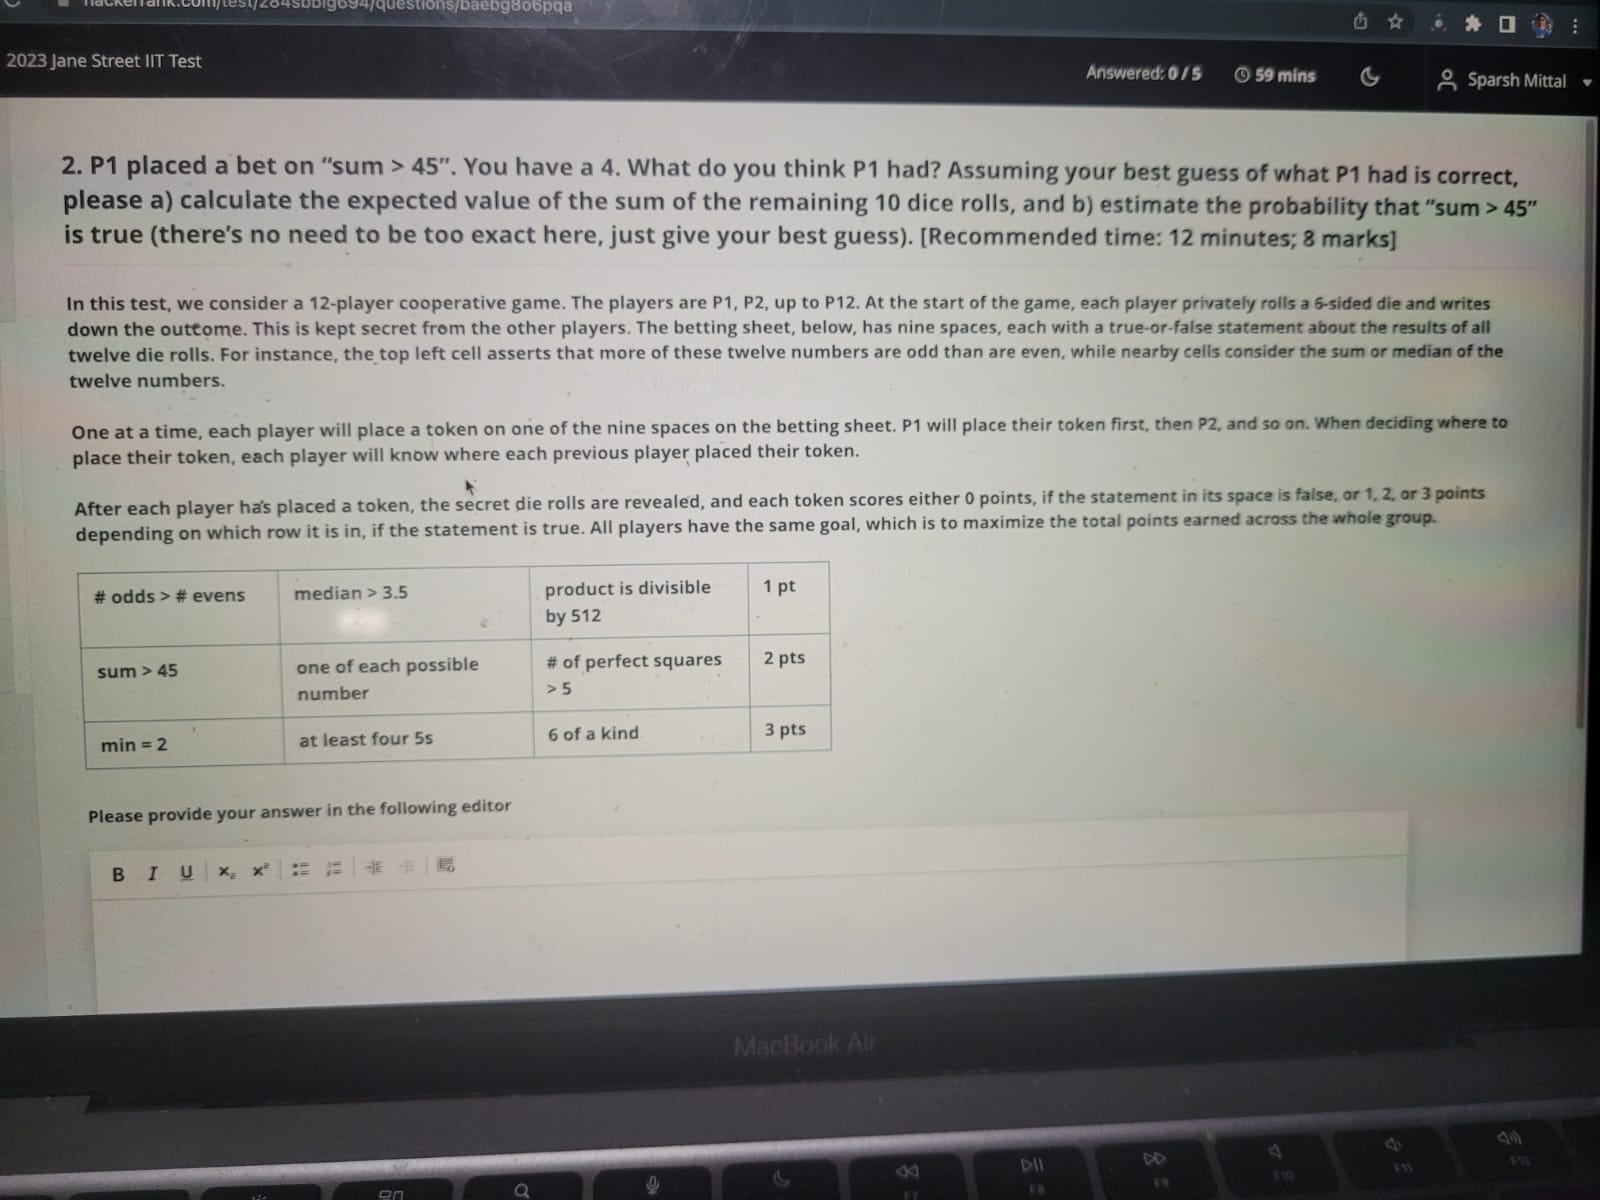 hackerrank.com/test/284sbbig694/questions/baebg8o6pqa
2023 Jane Street IIT Test
Answered: 0 / 5
59 mins
Sparsh Mittal
2. P1 placed a bet on "sum > 45". You have a 4. What do you think P1 had? Assuming your best guess of what P1 had is correct,
please a) calculate the expected value of the sum of the remaining 10 dice rolls, and b) estimate the probability that "sum > 45"
is true (there's no need to be too exact here, just give your best guess). [Recommended time: 12 minutes; 8 marks]
In this test, we consider a 12-player cooperative game. The players are P1, P2, up to P12. At the start of the game, each player privately rolls a 6-sided die and writes
down the outcome. This is kept secret from the other players. The betting sheet, below, has nine spaces, each with a true-or-false statement about the results of all
twelve die rolls. For instance, the top left cell asserts that more of these twelve numbers are odd than are even, while nearby cells consider the sum or median of the
twelve numbers.
One at a time, each player will place a token on one of the nine spaces on the betting sheet. P1 will place their token first, then P2, and so on. When deciding where to
place their token, each player will know where each previous player placed their token.
After each player has placed a token, the secret die rolls are revealed, and each token scores either 0 points, if the statement in its space is false, or 1, 2, or 3 points
depending on which row it is in, if the statement is true. All players have the same goal, which is to maximize the total points earned across the whole group.
# odds > # evens
median > 3.5
product is divisible
by 512
1 pt
sum > 45
one of each possible
number
# of perfect squares
> 5
2 pts
min = 2
at least four 5s
6 of a kind
3 pts
Please provide your answer in the following editor
B I U x₂ x²
MacBook Air
F7
F8
F9
F10
F11
F12